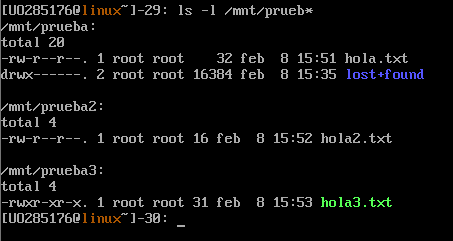 [UO285176@linux~]-29: ls -l /mnt/prueb*
/mnt/prueba:
total 20
-rw-r--r--. 1 root root    32 feb  8 15:51 hola.txt
drwx------. 2 root root 16384 feb  8 15:35 lost+found

/mnt/prueba2:
total 4
-rw-r--r--. 1 root root 16 feb  8 15:52 hola2.txt

/mnt/prueba3:
total 4
-rwxr-xr-x. 1 root root 31 feb  8 15:53 hola3.txt
[UO285176@linux~]-30: _